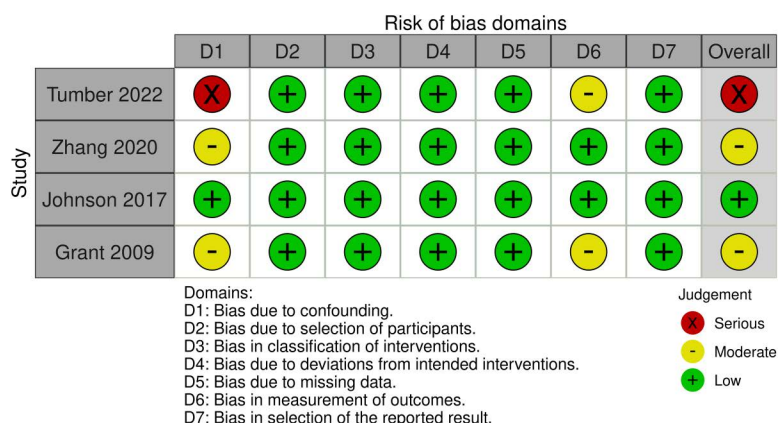 Risk of bias domains
D1 D2 D3 D4 D5 D6 D7 Overall
Study
Tumber 2022 X + + + + - + X
Zhang 2020 - + + + + + + -
Johnson 2017 + + + + + + + +
Grant 2009 - + + + + - + -
Domains:
D1: Bias due to confounding.
D2: Bias due to selection of participants.
D3: Bias in classification of interventions.
D4: Bias due to deviations from intended interventions.
D5: Bias due to missing data.
D6: Bias in measurement of outcomes.
D7: Bias in selection of the reported result.
Judgement
X Serious
- Moderate
+ Low